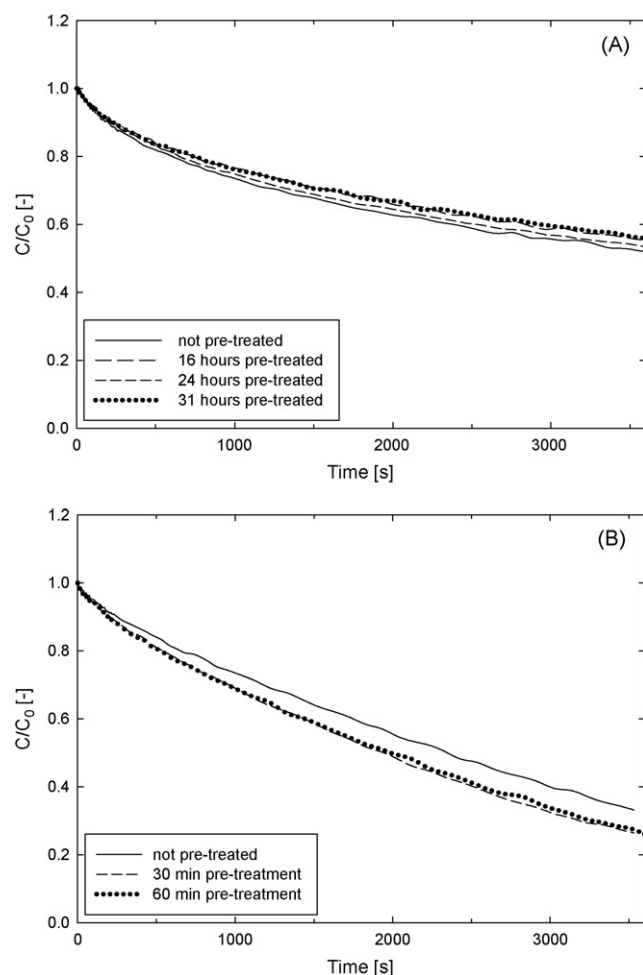 (A)
1.2
1.0
0.8
0.6
0.4
0.2
0.0
C/C0 [-]
not pre-treated
16 hours pre-treated
24 hours pre-treated
31 hours pre-treated
0 1000 2000 3000
Time [s]
(B)
1.2
1.0
0.8
0.6
0.4
0.2
0.0
C/C0 [-]
not pre-treated
30 min pre-treatment
60 min pre-treatment
0 1000 2000 3000
Time [s]